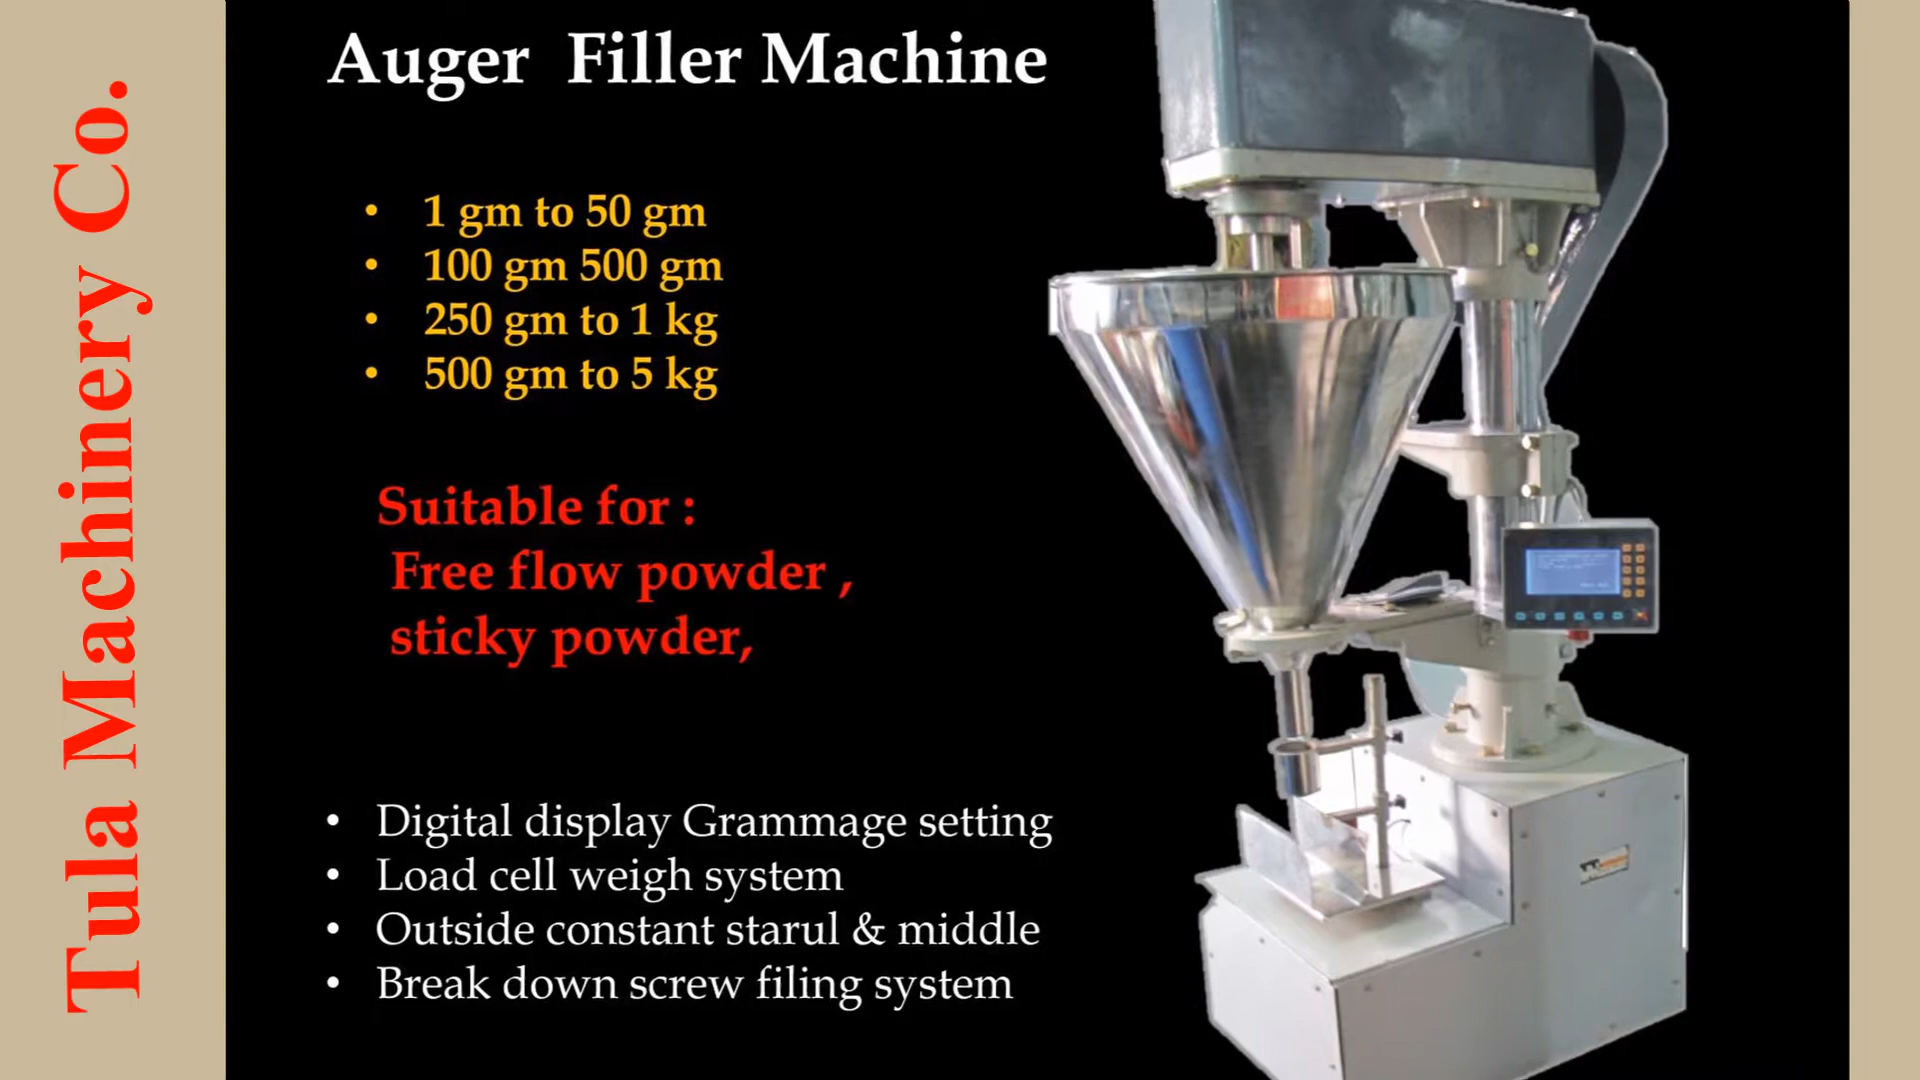 Tula Machinery Co.
Auger Filler Machine
• 1 gm to 50 gm
• 100 gm 500 gm
• 250 gm to 1 kg
• 500 gm to 5 kg
Suitable for :
Free flow powder ,
sticky powder,
• Digital display Grammage setting
• Load cell weigh system
• Outside constant starul & middle
• Break down screw filing system